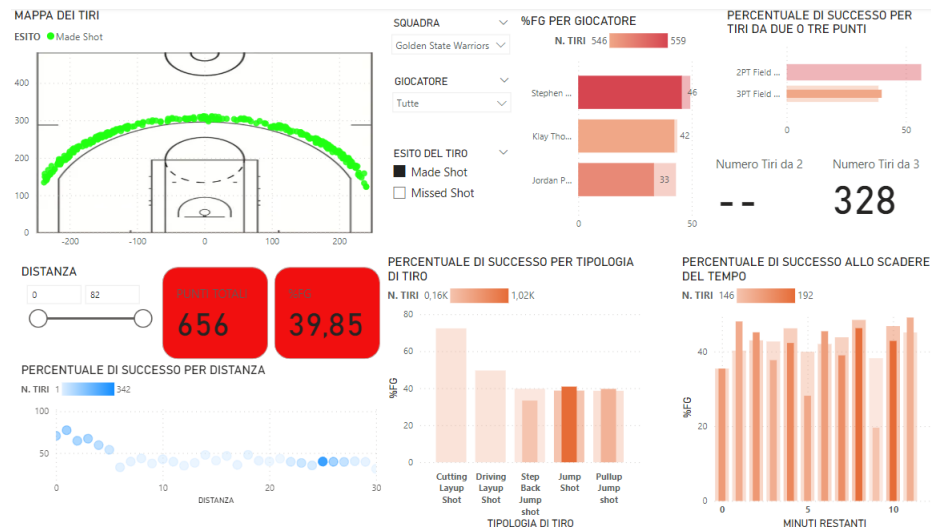 MAPPA DEI TIRI
ESITO Made Shot
400
300
200
100
0
-200 -100 0 100 200
SQUADRA
Golden State Warriors
GIOCATORE
Tutte
ESITO DEL TIRO
Made Shot
Missed Shot
%FG PER GIOCATORE
N. TIRI 546 559
Stephen ... 46
Klay Tho... 42
Jordan P... 33
0 50
PERCENTUALE DI SUCCESSO PER
TIRI DA DUE O TRE PUNTI
2PT Field ...
3PT Field ...
0 50
Numero Tiri da 2 Numero Tiri da 3
-- 328
DISTANZA
0 82
PUNTI TOTALI
656
%FG
39,85
PERCENTUALE DI SUCCESSO PER DISTANZA
N. TIRI 1 342
100
50
0 10 20 30
DISTANZA
PERCENTUALE DI SUCCESSO PER TIPOLOGIA
DI TIRO
N. TIRI 0,16K 1,02K
%FG
80
60
40
20
0
Cutting Layup Shot
Driving Layup Shot
Step Back Jump shot
Jump Shot
Pullup Jump shot
TIPOLOGIA DI TIRO
PERCENTUALE DI SUCCESSO ALLO SCADERE
DEL TEMPO
N. TIRI 146 192
%FG
40
20
0
0 5 10
MINUTI RESTANTI